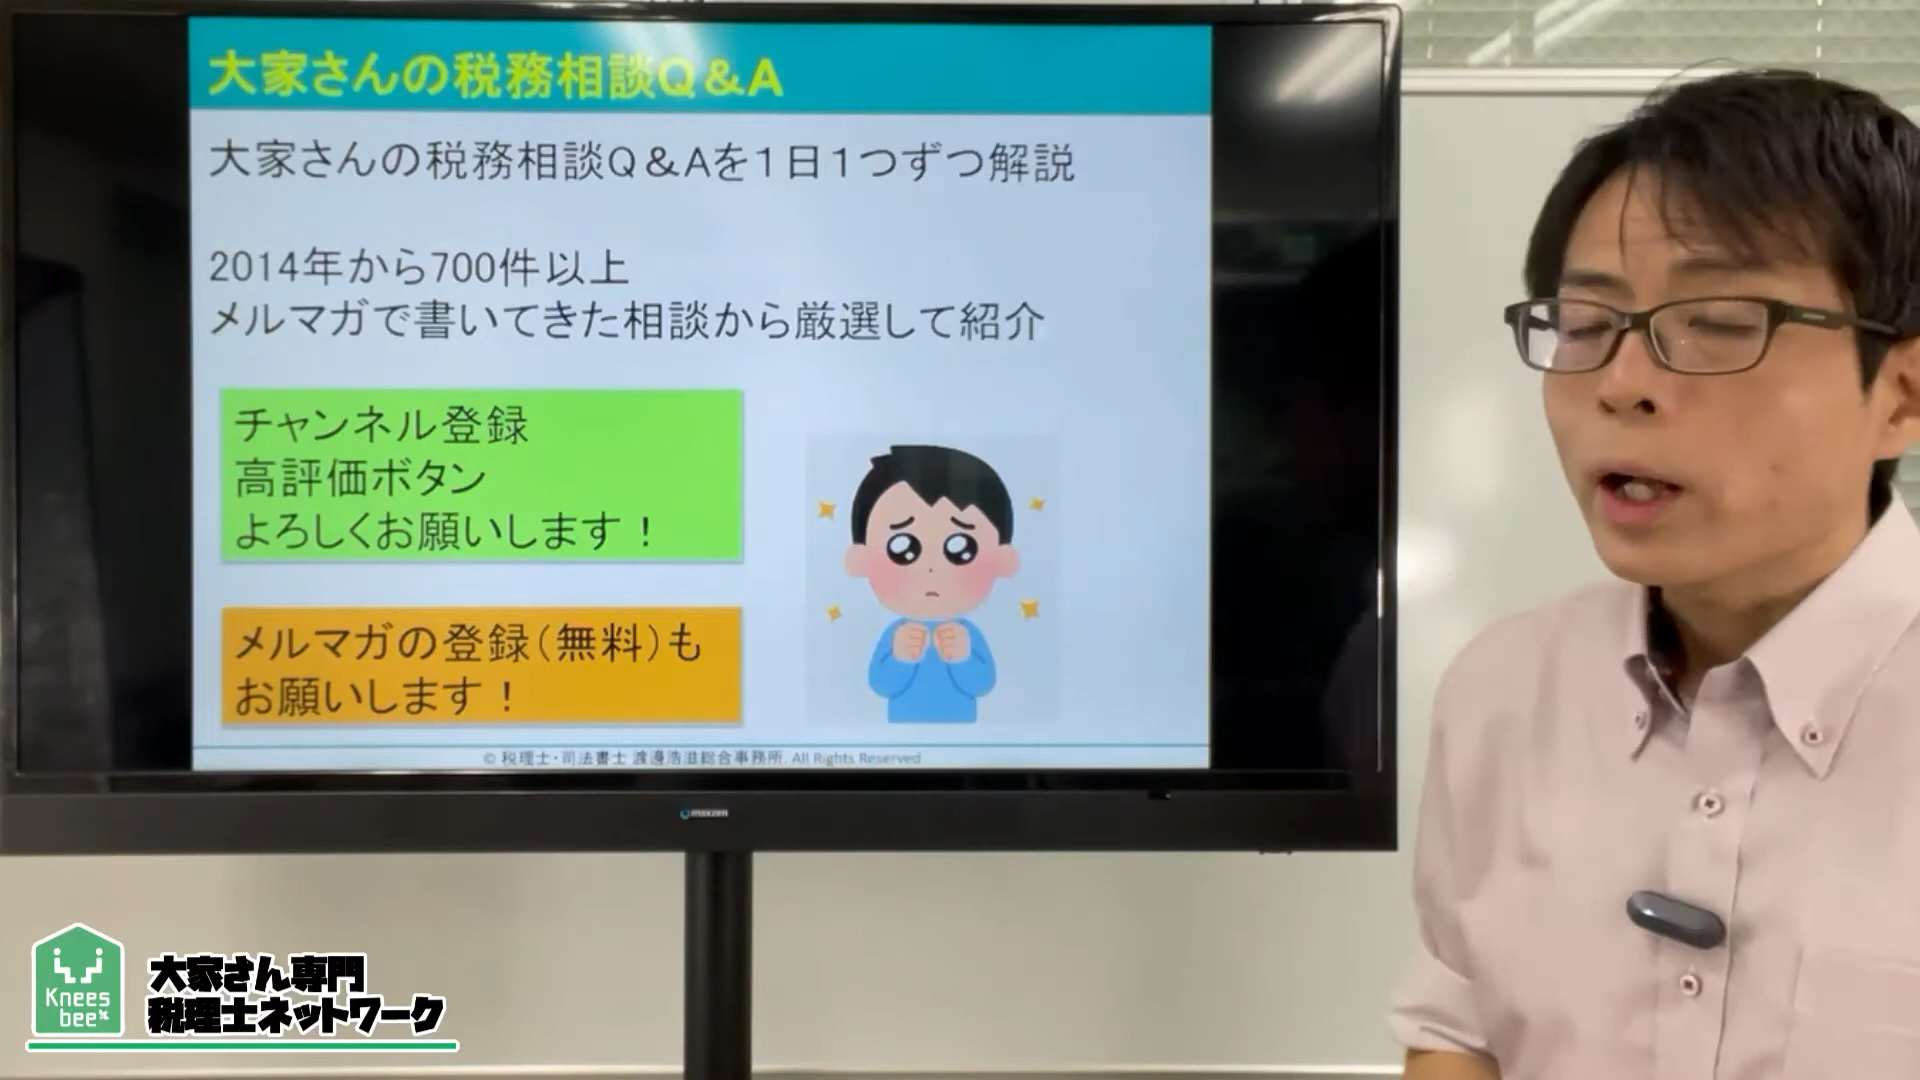 大家さんの税務相談Q&A
大家さんの税務相談Q&Aを1日1つずつ解説
2014年から700件以上
メルマガで書いてきた相談から厳選して紹介
チャンネル登録
高評価ボタン
よろしくお願いします！
メルマガの登録（無料）も
お願いします！
© 税理士・司法書士 渡邊浩滋総合事務所. All Rights Reserved
maxzen
Knees
bee
大家さん専門
税理士ネットワーク